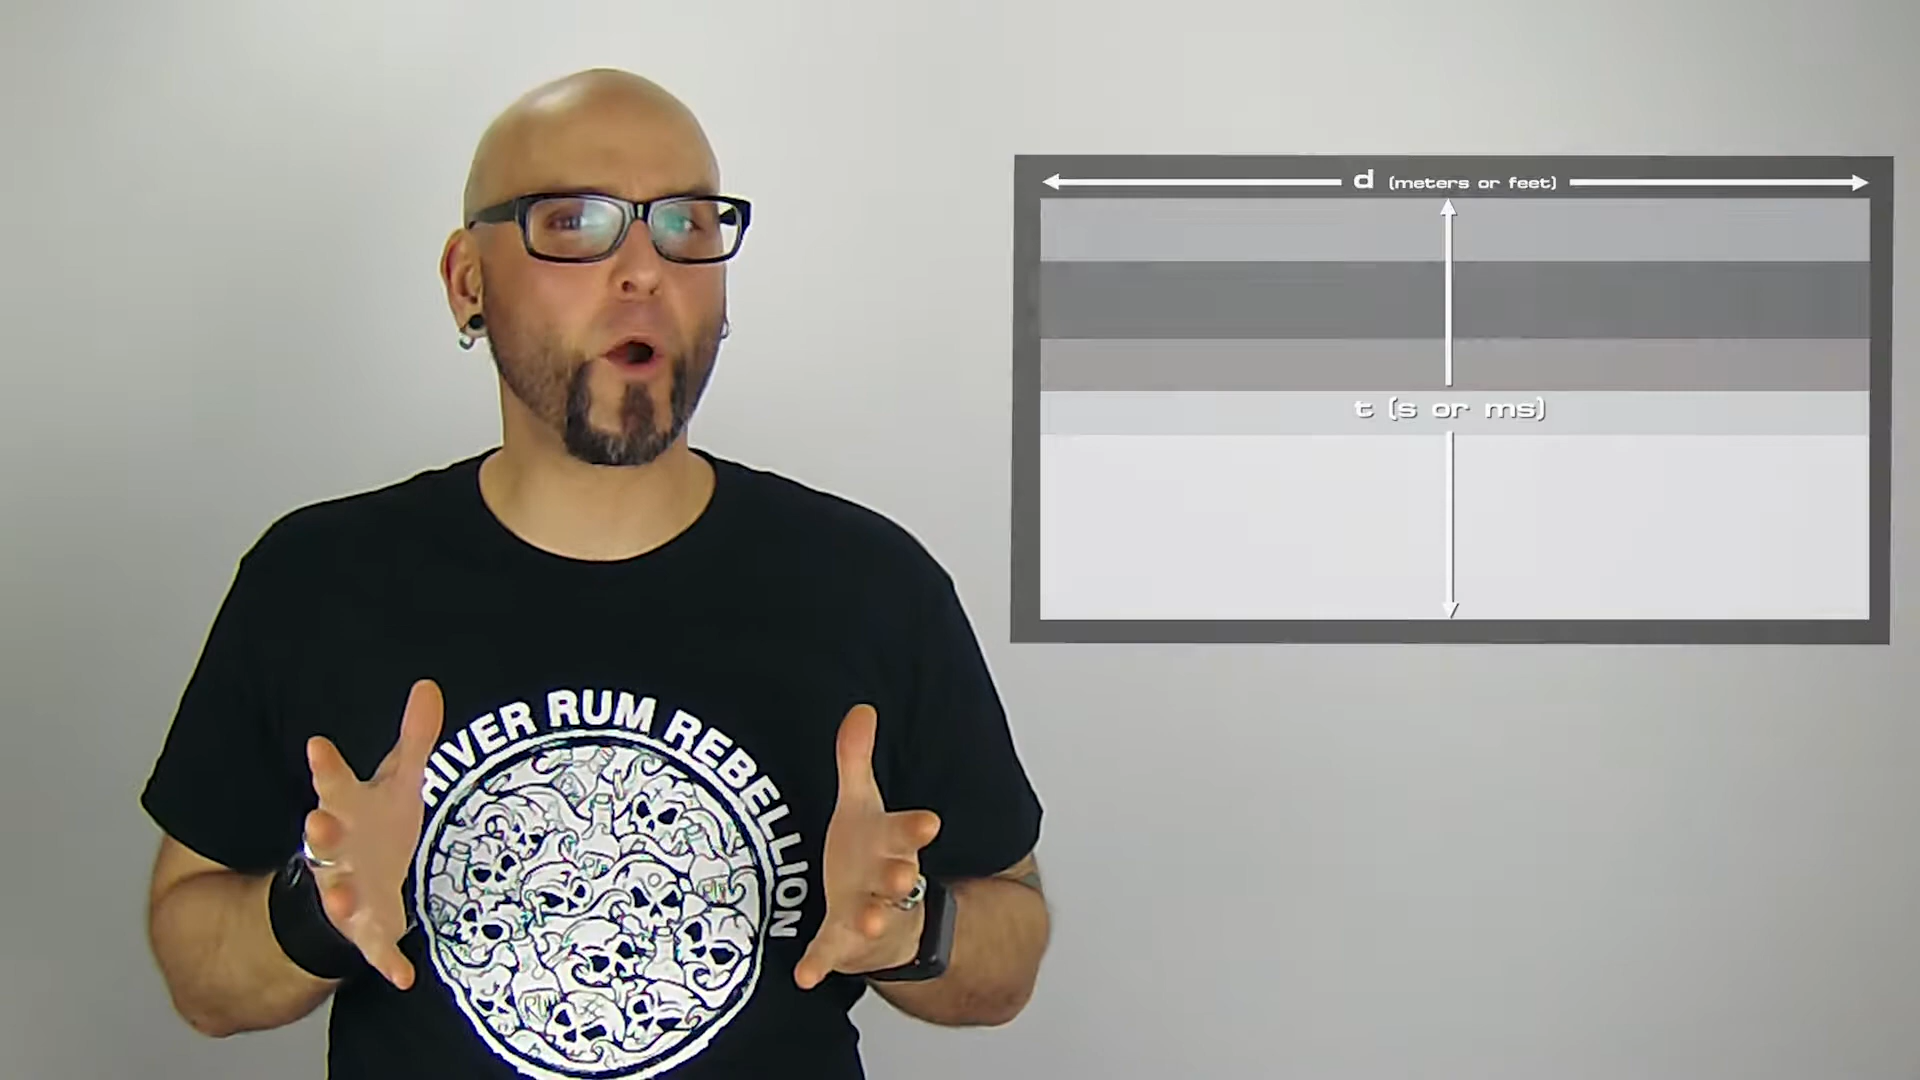 d (meters or feet)
t (s or ms)
RIVER RUM REBELLION